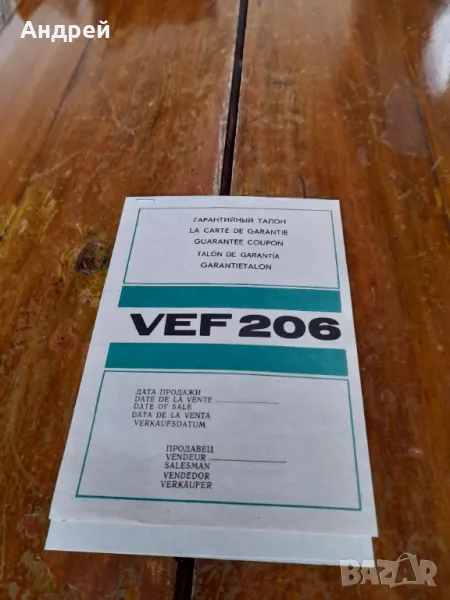 Андрей
ГАРАНТИЙНЫЙ ТАЛОН
LA CARTE DE GARANTIE
GUARANTEE COUPON
TALÓN DE GARANTÍA
GARANTIETALON
VEF 206
ДАТА ПРОДАЖИ
DATE DE LA VENTE
DATE OF SALE
DATA DE LA VENTA
VERKAUFSDATUM
ПРОДАВЕЦ
VENDEUR
SALESMAN
VENDEDOR
VERKÄUFER
BAZAR